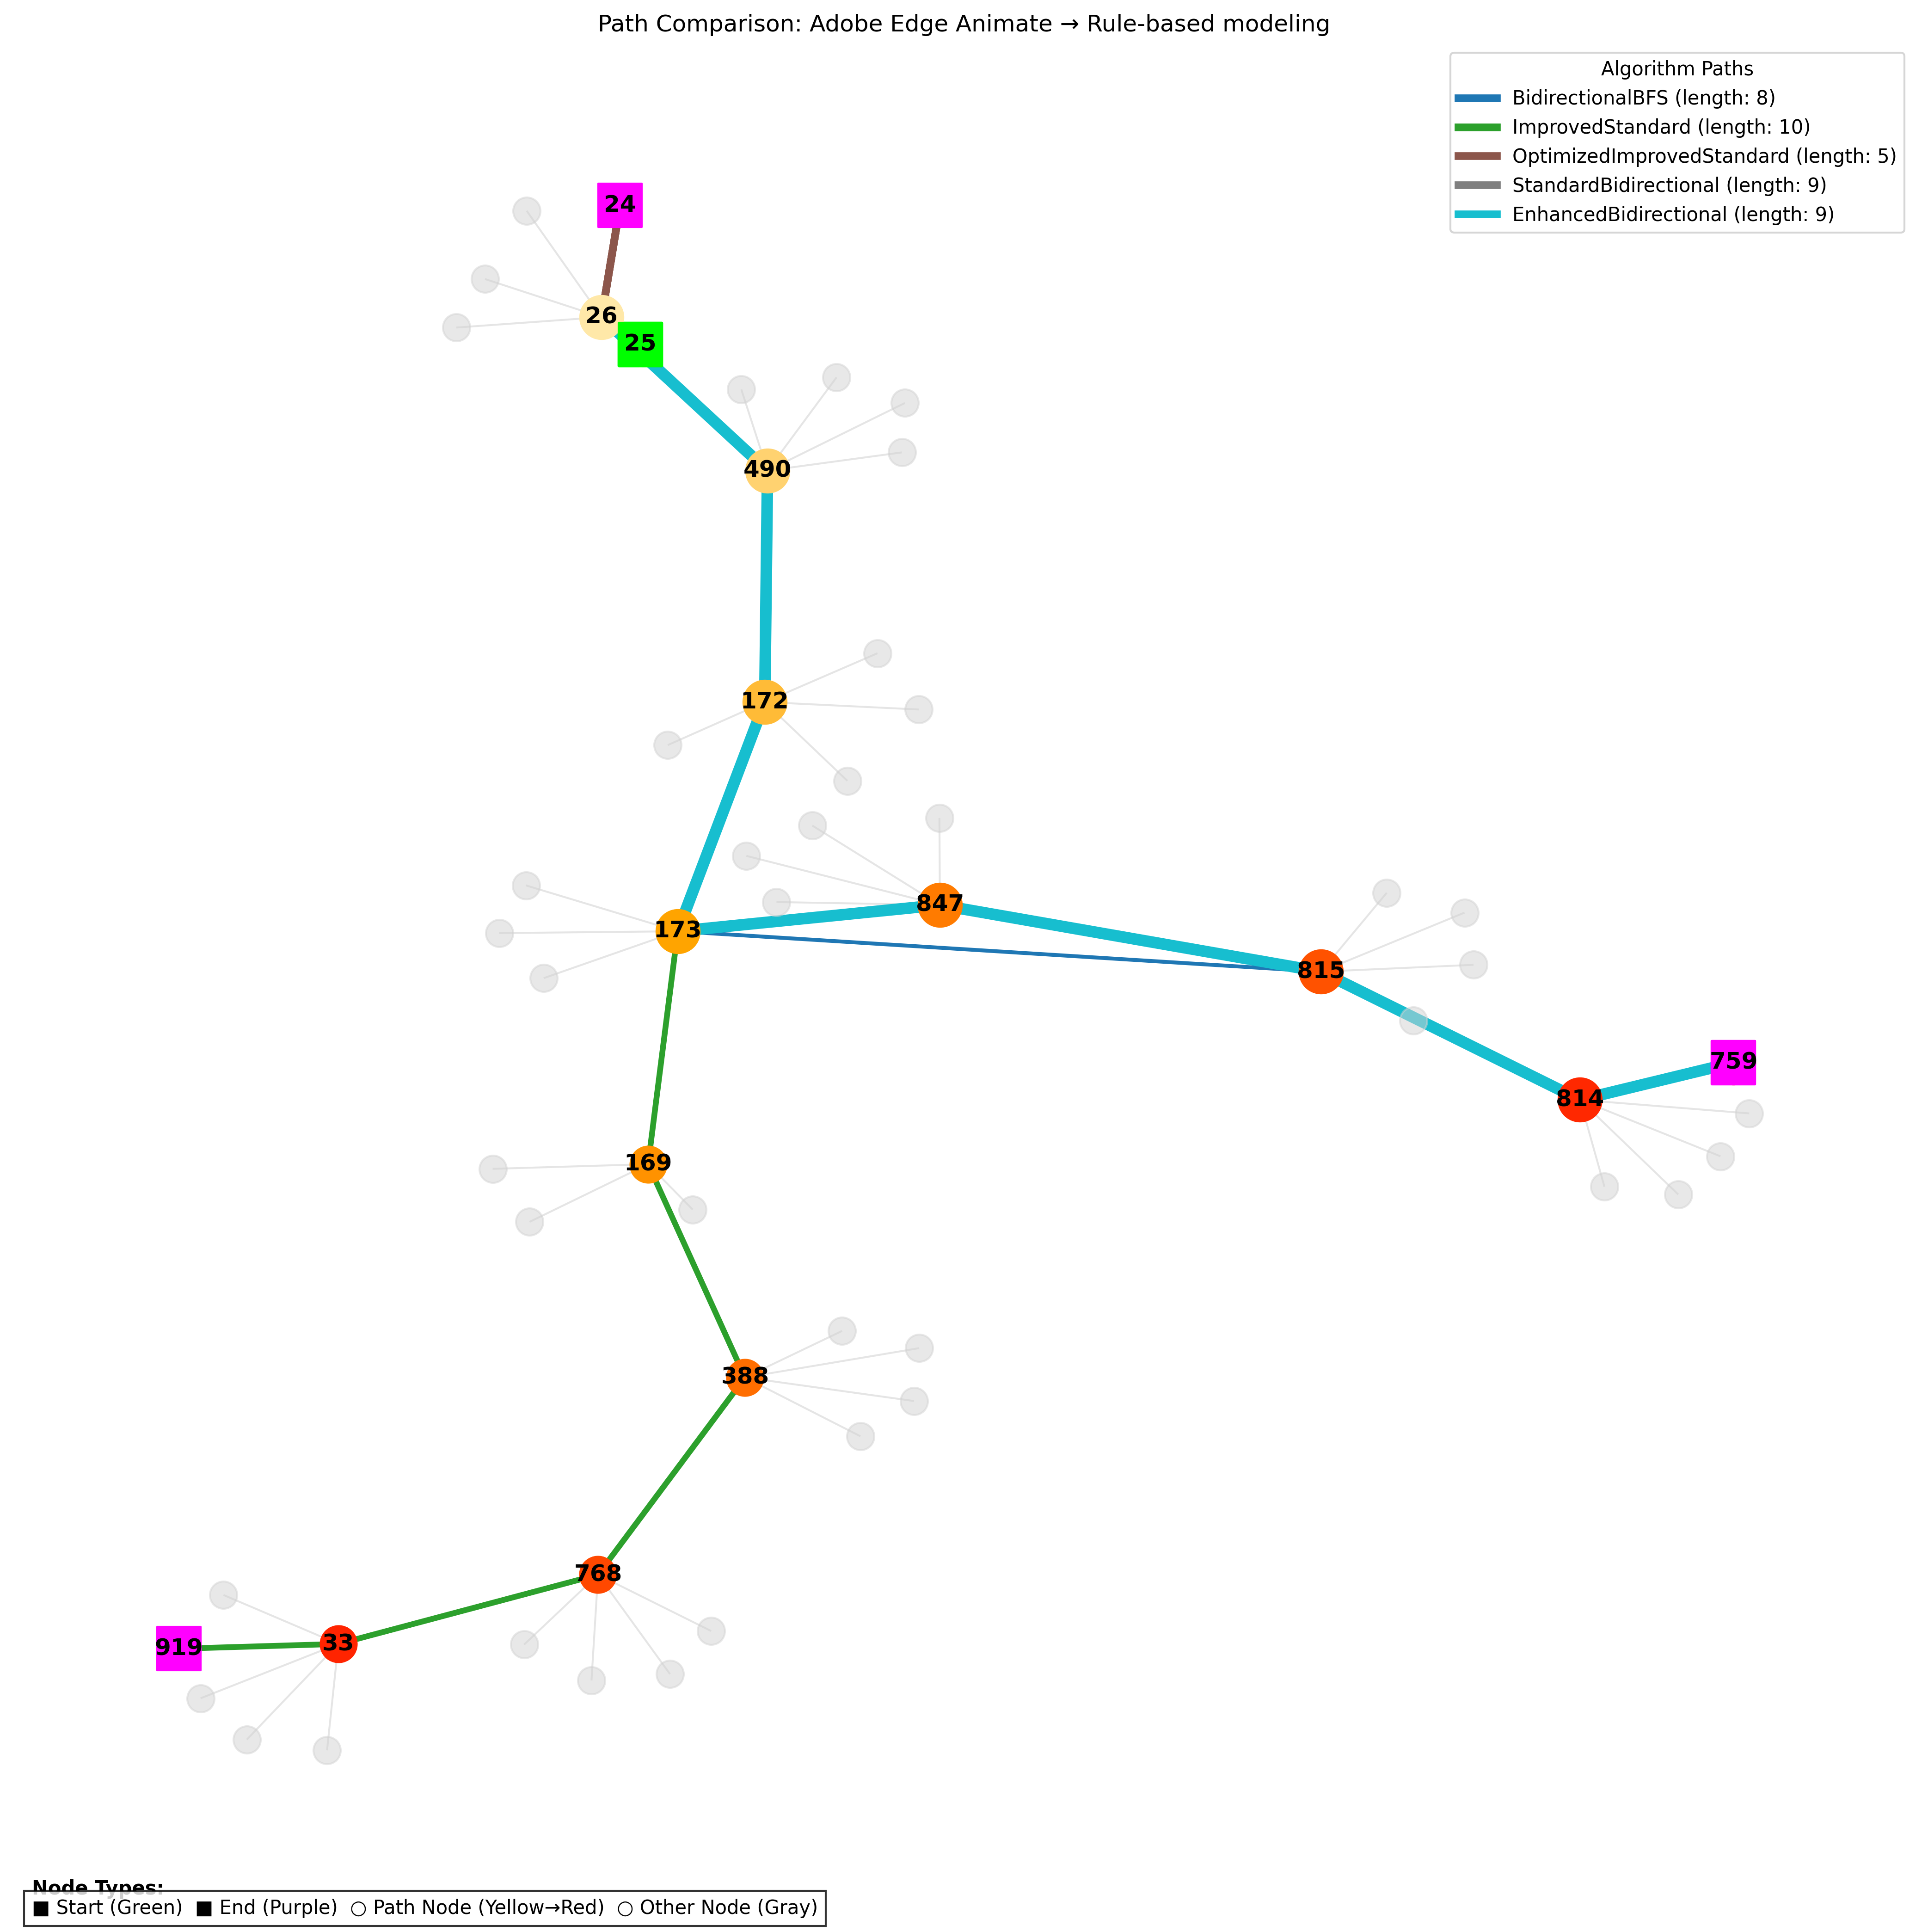 Path Comparison: Adobe Edge Animate → Rule-based modeling
Algorithm Paths
BidirectionalBFS (length: 8)
ImprovedStandard (length: 10)
OptimizedImprovedStandard (length: 5)
StandardBidirectional (length: 9)
EnhancedBidirectional (length: 9)
24
26
25
490
172
847
173
815
759
814
169
388
768
33
919
Node Types:
■ Start (Green) ■ End (Purple) ○ Path Node (Yellow→Red) ○ Other Node (Gray)